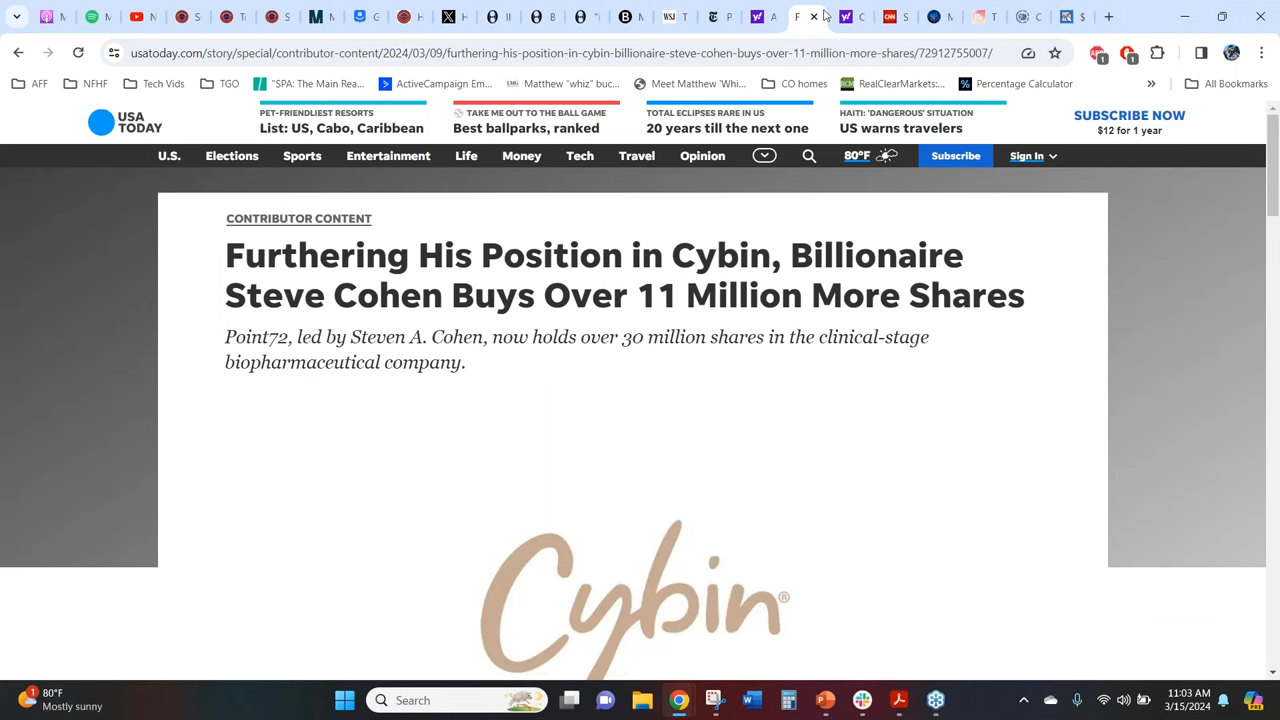 usatoday.com/story/special/contributor-content/2024/03/09/furthering-his-position-in-cybin-billionaire-steve-cohen-buys-over-11-million-more-shares/72912755007/
AFF
NFHF
Tech Vids
TGO
"SPA: The Main Rea...
ActiveCampaign Em...
Matthew "whiz" buc...
Meet Matthew 'Whi...
CO homes
RealClearMarkets:...
Percentage Calculator
All Bookmarks
USA
TODAY
PET-FRIENDLIEST RESORTS
List: US, Cabo, Caribbean
TAKE ME OUT TO THE BALL GAME
Best ballparks, ranked
TOTAL ECLIPSES RARE IN US
20 years till the next one
HAITI: 'DANGEROUS' SITUATION
US warns travelers
SUBSCRIBE NOW
$12 for 1 year
U.S.
Elections
Sports
Entertainment
Life
Money
Tech
Travel
Opinion
80°F
Subscribe
Sign In
CONTRIBUTOR CONTENT
Furthering His Position in Cybin, Billionaire
Steve Cohen Buys Over 11 Million More Shares
Point72, led by Steven A. Cohen, now holds over 30 million shares in the clinical-stage
biopharmaceutical company.
Cybin®
80°F
Mostly sunny
Search
11:03 AM
3/15/2024